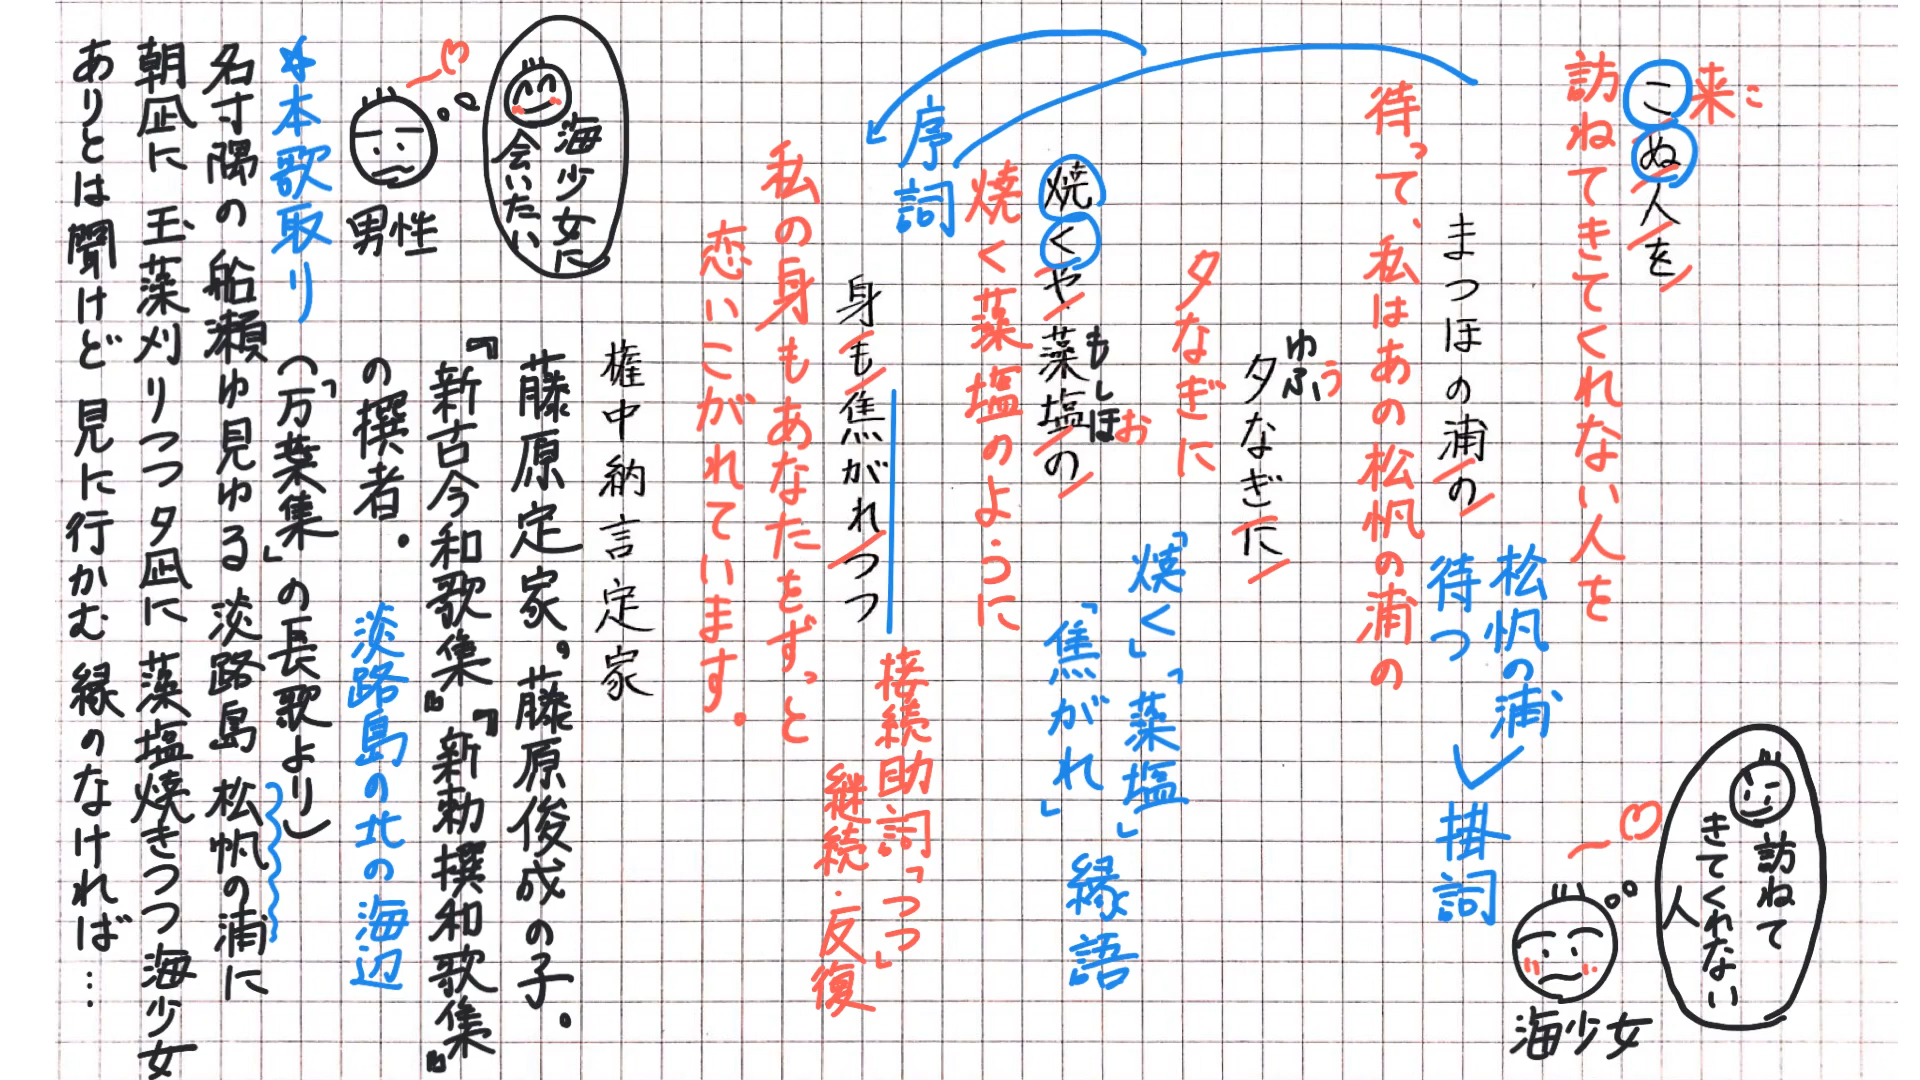 来こ
こぬ人を
訪ねてきてくれない人を
まつほの浦の
松帆の浦
待つ
掛詞
待って、私はあの松帆の浦の
ゆふう
夕なぎに
夕なぎに
焼くや藻塩の
もしほお
「焼く」「藻塩」
「焦がれ」
縁語
焼く藻塩のように
序詞
身も焦がれつつ
接続助詞「つつ」
継続・反復
私の身もあなたをずっと
恋いこがれています。
権中納言定家
藤原定家。藤原俊成の子。
『新古今和歌集』『新勅撰和歌集』
の撰者。
淡路島の北の海辺
訪ねて
きてくれない
人
海少女
海少女に
会いたい
男性
☆本歌取り
(「万葉集」の長歌より)
名寸隅の船瀬ゆ見ゆる淡路島 松帆の浦に
朝凪に 玉藻刈りつつ夕凪に 藻塩焼きつつ海少女
ありとは聞けど 見に行かむ 縁のなければ…